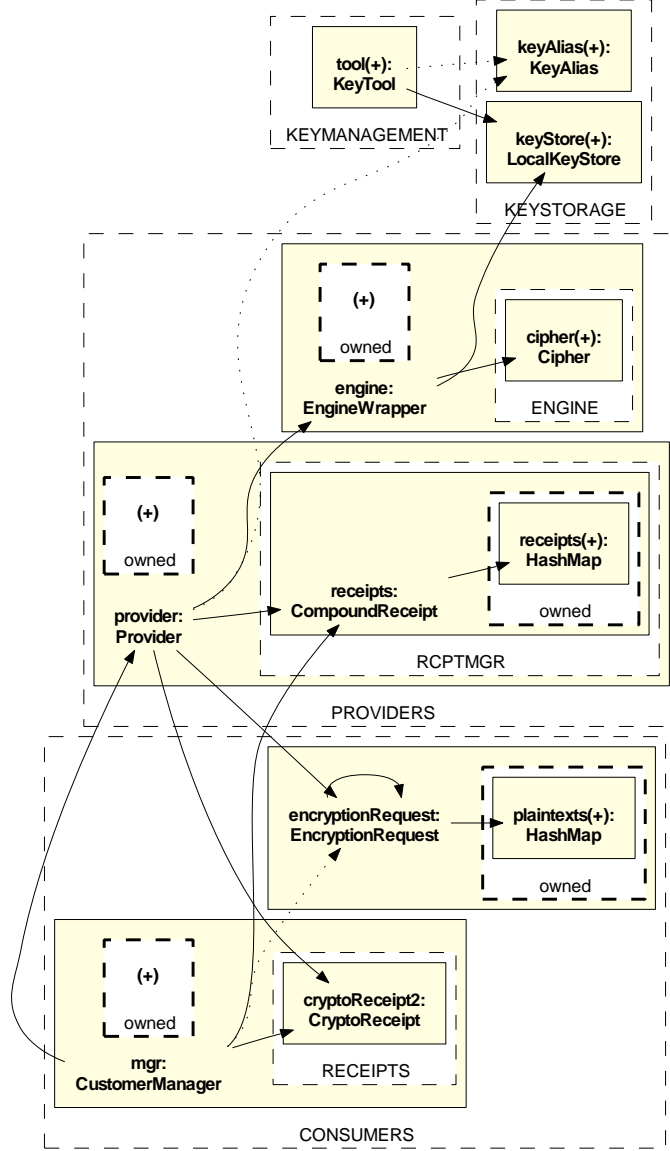 tool(+):
KeyTool
KEYMANAGEMENT
keyAlias(+):
KeyAlias
keyStore(+):
LocalKeyStore
KEYSTORAGE
(+)
owned
engine:
EngineWrapper
cipher(+):
Cipher
ENGINE
(+)
owned
provider:
Provider
receipts:
CompoundReceipt
receipts(+):
HashMap
owned
RCPTMGR
PROVIDERS
encryptionRequest:
EncryptionRequest
plaintexts(+):
HashMap
owned
(+)
owned
mgr:
CustomerManager
cryptoReceipt2:
CryptoReceipt
RECEIPTS
CONSUMERS